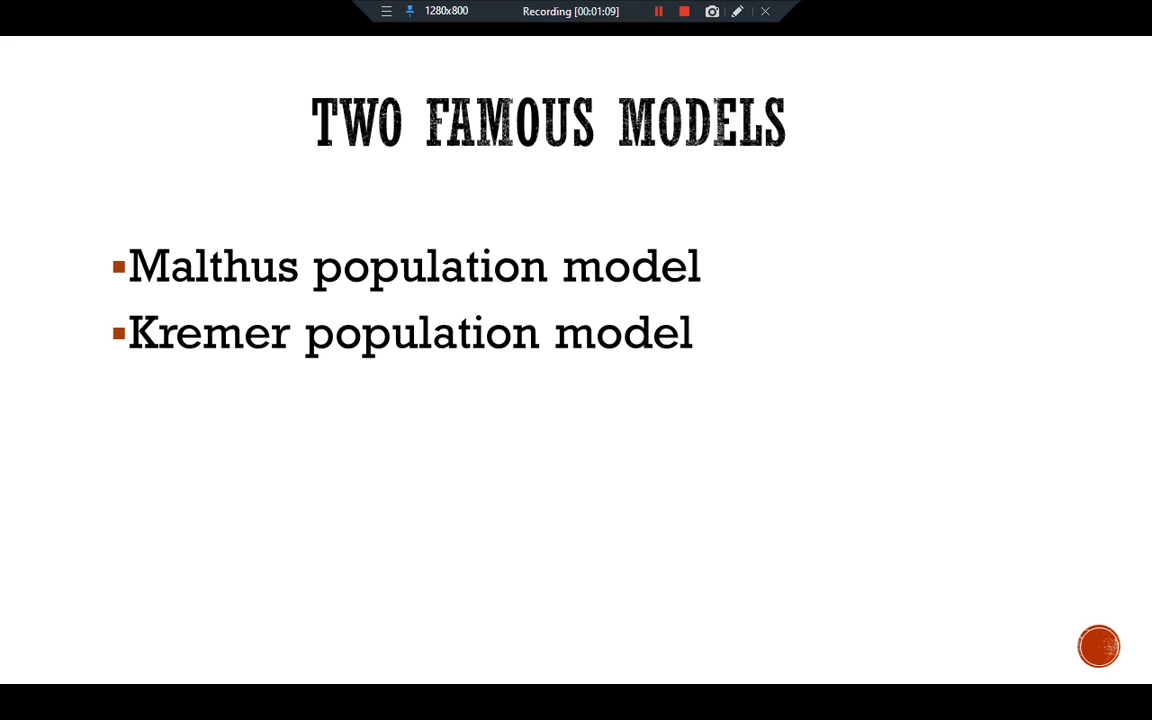 1280x800 Recording [00:01:09]
TWO FAMOUS MODELS
Malthus population model
Kremer population model